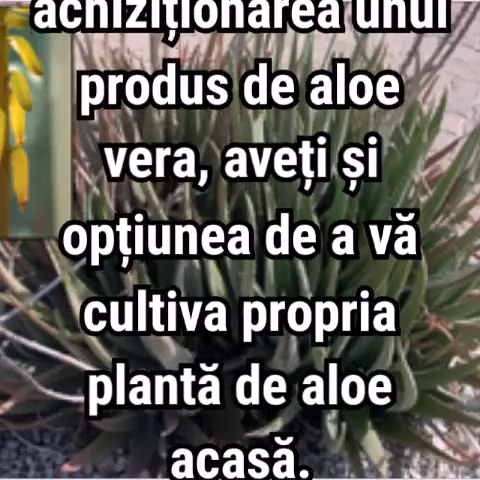 achiziționarea unui
produs de aloe
vera, aveți și
opțiunea de a vă
cultiva propria
plantă de aloe
acasă.